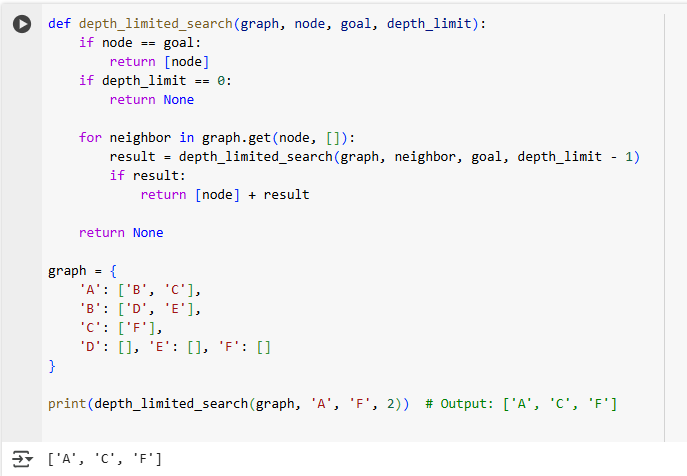 def depth_limited_search(graph, node, goal, depth_limit):
    if node == goal:
        return [node]
    if depth_limit == 0:
        return None

    for neighbor in graph.get(node, []):
        result = depth_limited_search(graph, neighbor, goal, depth_limit - 1)
        if result:
            return [node] + result

    return None

graph = {
    'A': ['B', 'C'],
    'B': ['D', 'E'],
    'C': ['F'],
    'D': [], 'E': [], 'F': []
}

print(depth_limited_search(graph, 'A', 'F', 2))  # Output: ['A', 'C', 'F']

['A', 'C', 'F']